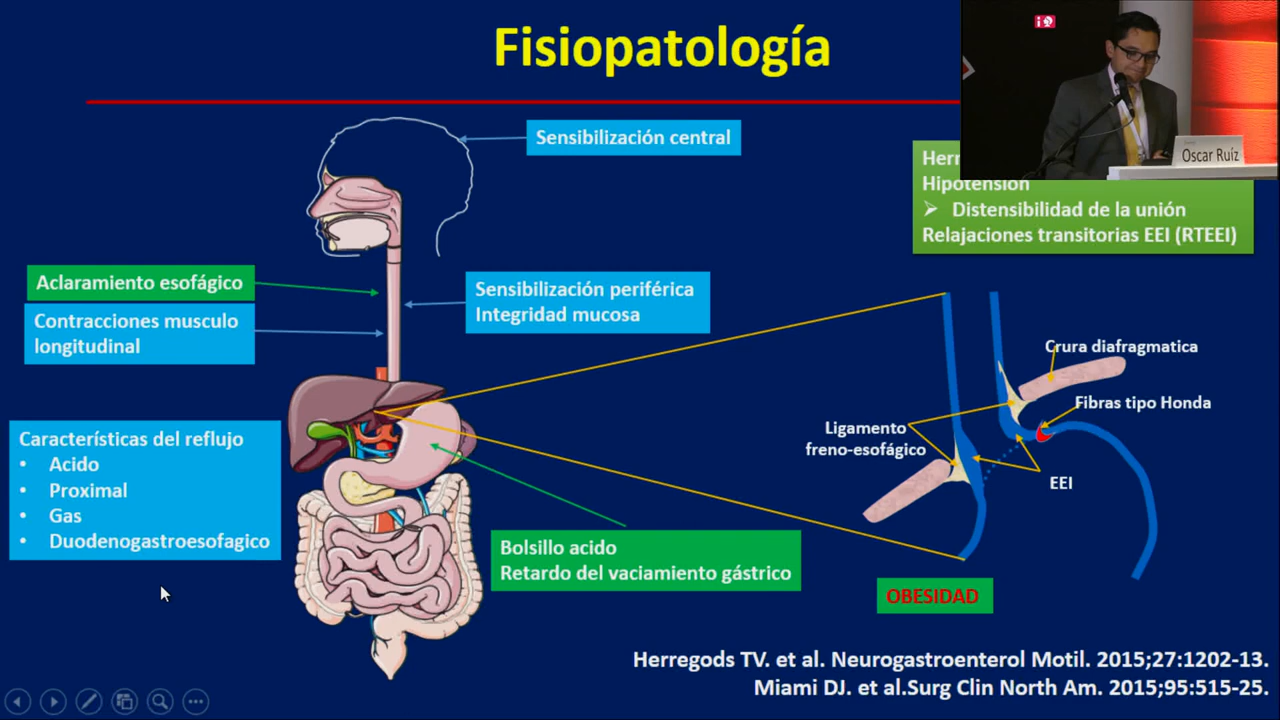 Fisiopatología
Oscar Ruíz
Sensibilización central
Hipotensión
➢ Distensibilidad de la unión
Relajaciones transitorias EEI (RTEEI)
Aclaramiento esofágico
Contracciones musculo
longitudinal
Sensibilización periférica
Integridad mucosa
Crura diafragmatica
Fibras tipo Honda
Ligamento
freno-esofágico
EEI
Características del reflujo
• Acido
• Proximal
• Gas
• Duodenogastroesofagico
Bolsillo acido
Retardo del vaciamiento gástrico
OBESIDAD
Herregods TV. et al. Neurogastroenterol Motil. 2015;27:1202-13.
Miami DJ. et al.Surg Clin North Am. 2015;95:515-25.